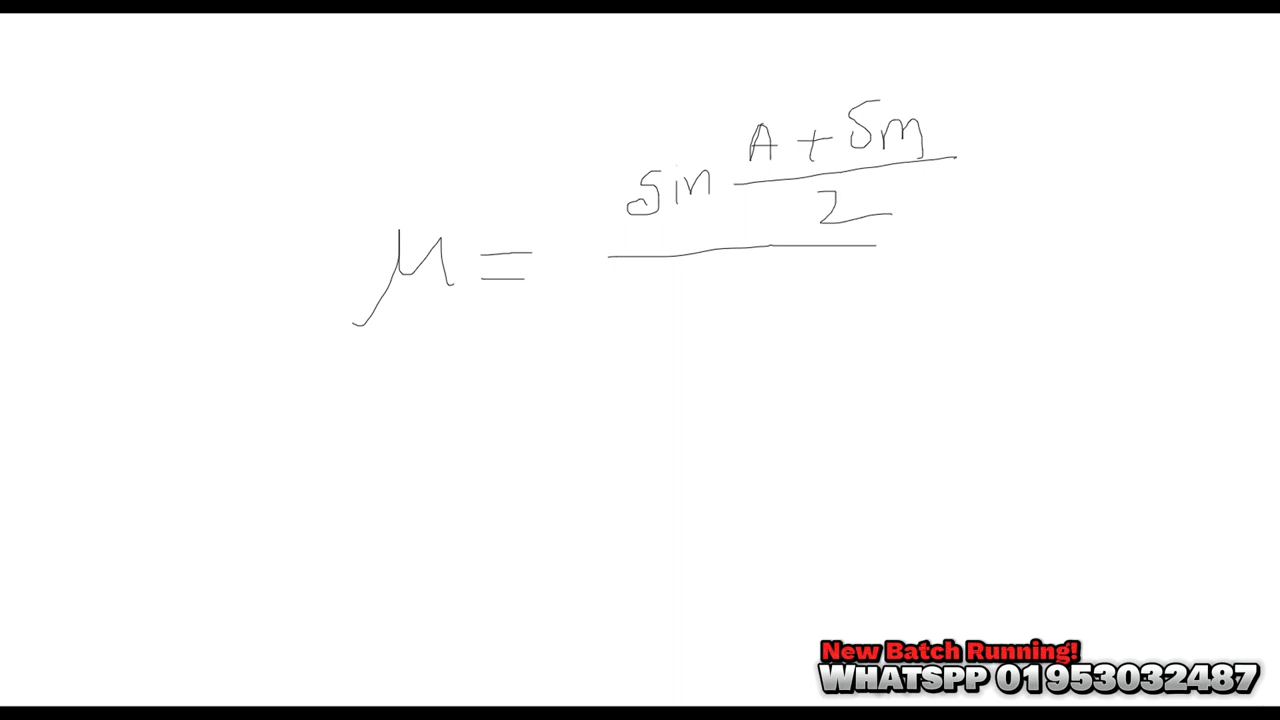 μ = sin (A + δm)/2
New Batch Running!
WHATSPP 01953032487